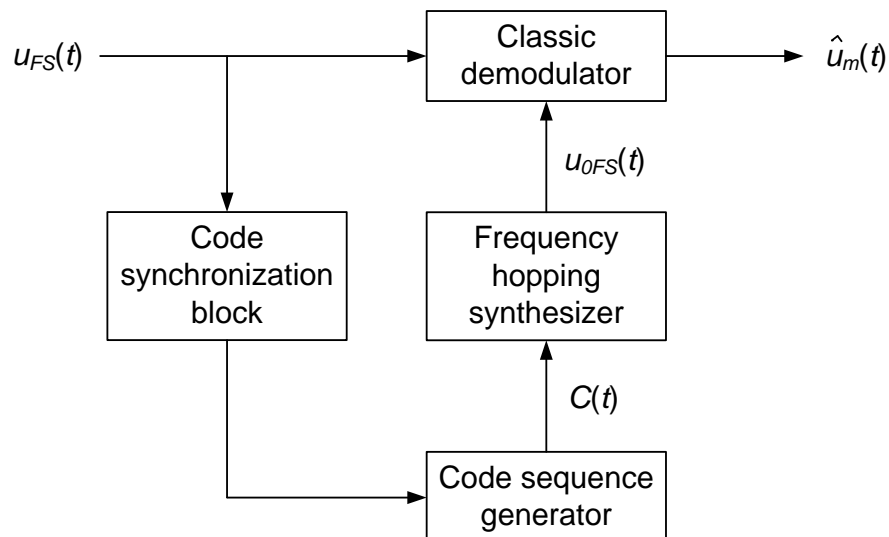 u_FS(t)
Classic
demodulator
û_m(t)
u_0FS(t)
Code
synchronization
block
Frequency
hopping
synthesizer
C(t)
Code sequence
generator